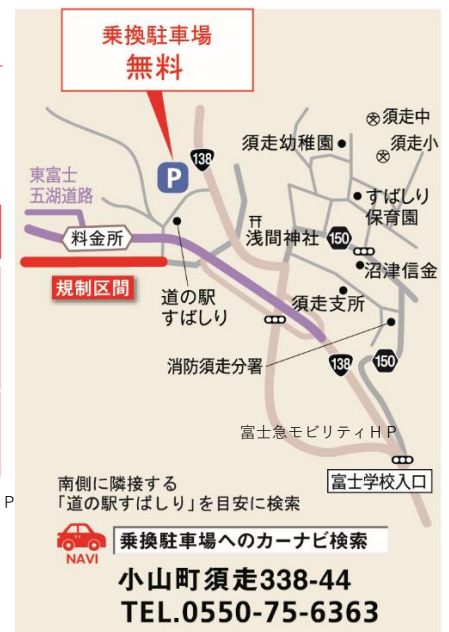 乗換駐車場
無料
須走中
須走幼稚園
須走小
138
P
東富士
五湖道路
すばしり
保育園
料金所
浅間神社
150
沼津信金
規制区間
道の駅
すばしり
須走支所
消防須走分署
138
150
富士急モビリティHP
富士学校入口
P
南側に隣接する
「道の駅すばしり」を目安に検索
NAVI
乗換駐車場へのカーナビ検索
小山町須走338-44
TEL.0550-75-6363